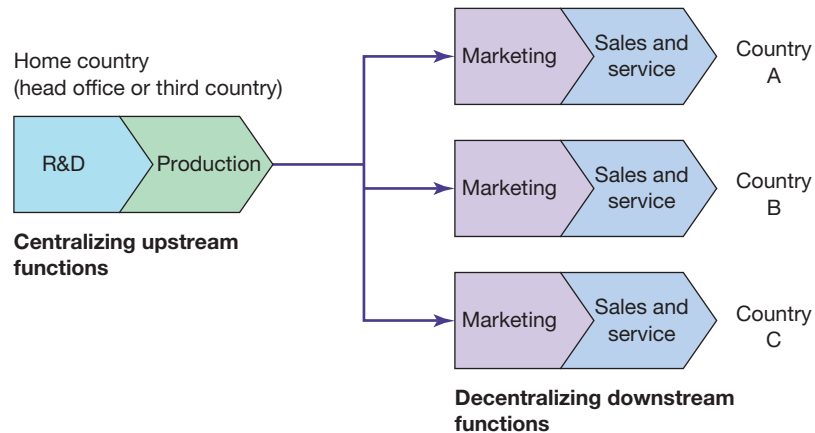 Home country
(head office or third country)
R&D
Production
Centralizing upstream
functions
Marketing
Sales and
service
Country
A
Marketing
Sales and
service
Country
B
Marketing
Sales and
service
Country
C
Decentralizing downstream
functions